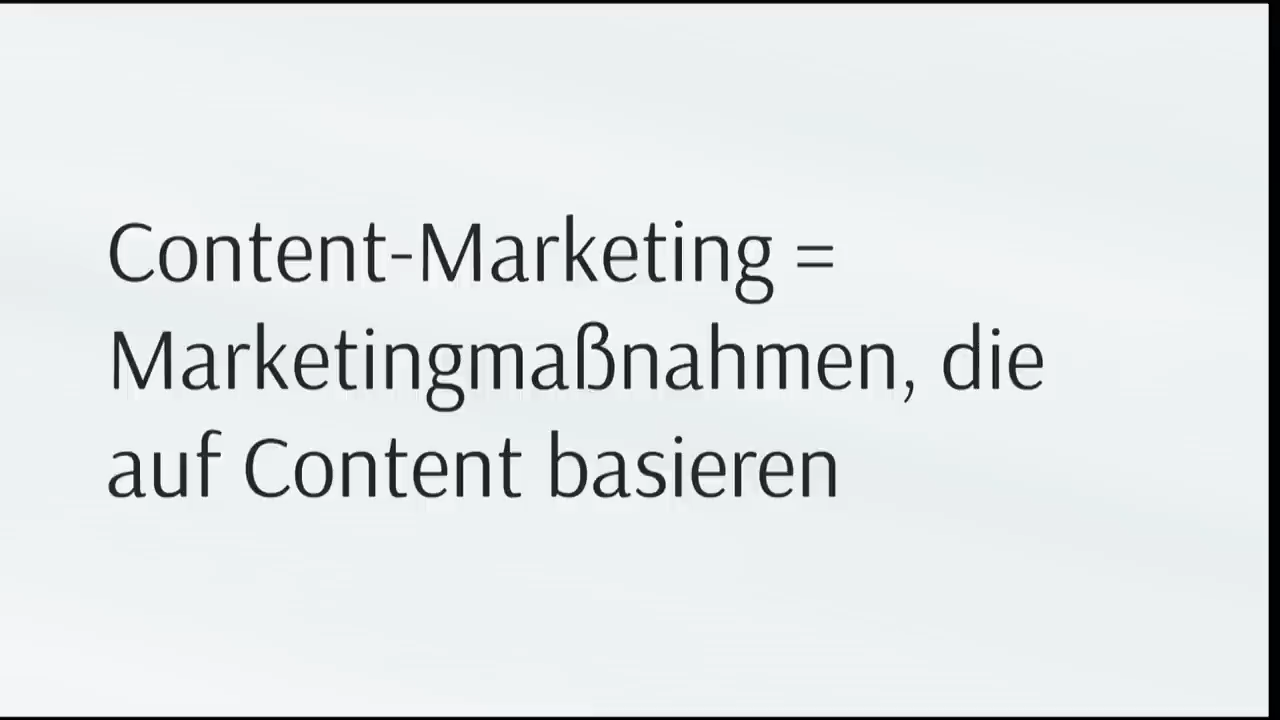 Content-Marketing =
Marketingmaßnahmen, die
auf Content basieren